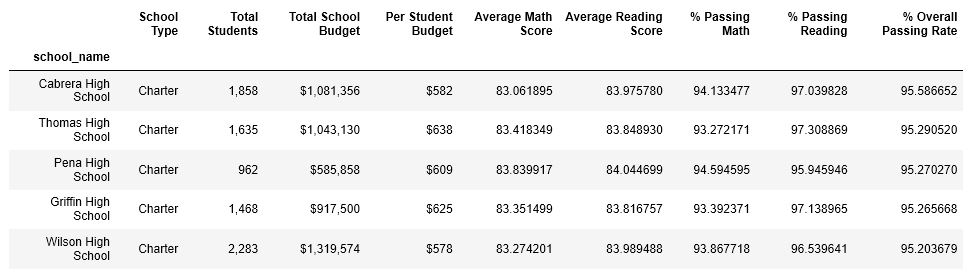 School Type Total Students Total School Budget Per Student Budget Average Math Score Average Reading Score % Passing Math % Passing Reading % Overall Passing Rate
school_name
Cabrera High School Charter 1,858 $1,081,356 $582 83.061895 83.975780 94.133477 97.039828 95.586652
Thomas High School Charter 1,635 $1,043,130 $638 83.418349 83.848930 93.272171 97.308869 95.290520
Pena High School Charter 962 $585,858 $609 83.839917 84.044699 94.594595 95.945946 95.270270
Griffin High School Charter 1,468 $917,500 $625 83.351499 83.816757 93.392371 97.138965 95.265668
Wilson High School Charter 2,283 $1,319,574 $578 83.274201 83.989488 93.867718 96.539641 95.203679